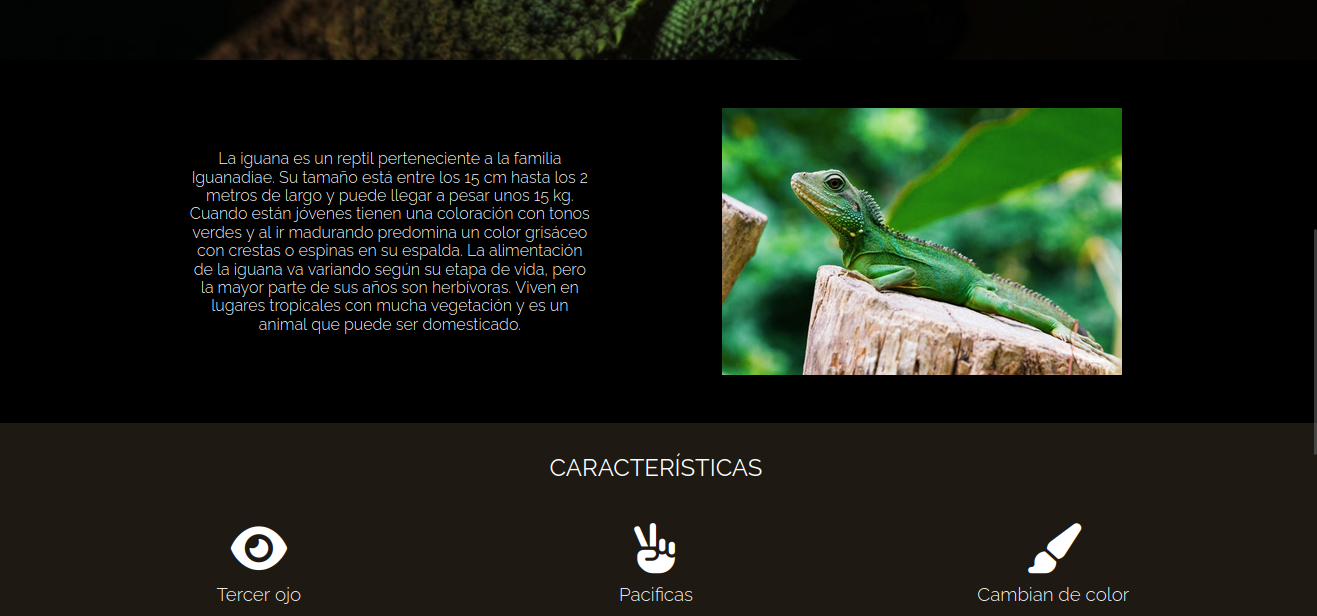 La iguana es un reptil perteneciente a la familia
Iguanadiae. Su tamaño está entre los 15 cm hasta los 2
metros de largo y puede llegar a pesar unos 15 kg.
Cuando están jóvenes tienen una coloración con tonos
verdes y al ir madurando predomina un color grisáceo
con crestas o espinas en su espalda. La alimentación
de la iguana va variando según su etapa de vida, pero
la mayor parte de sus años son herbívoras. Viven en
lugares tropicales con mucha vegetación y es un
animal que puede ser domesticado.
CARACTERÍSTICAS
Tercer ojo
Pacificas
Cambian de color